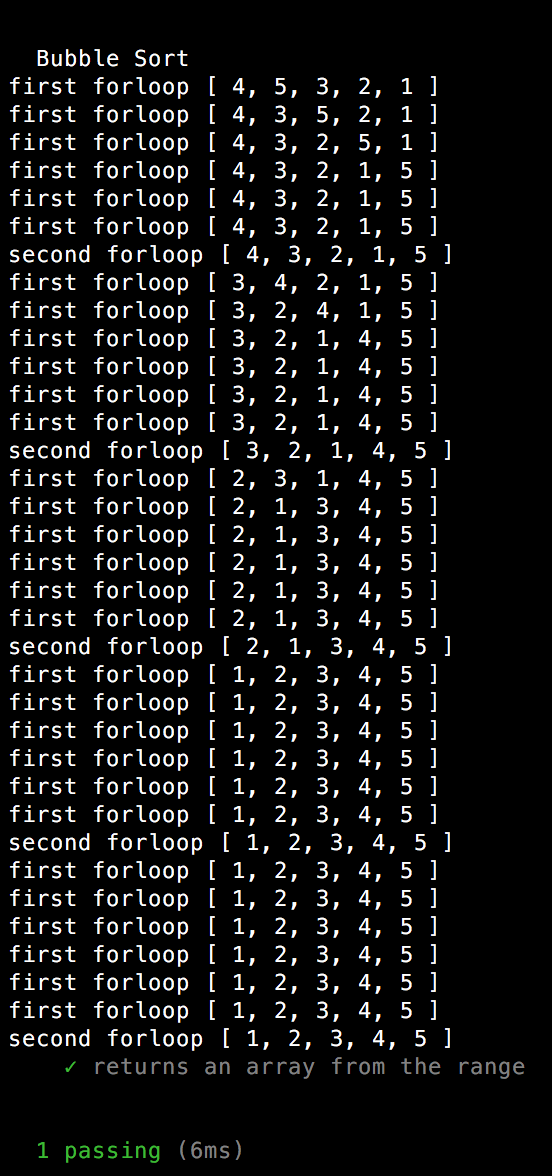 Bubble Sort
first forloop [ 4, 5, 3, 2, 1 ]
first forloop [ 4, 3, 5, 2, 1 ]
first forloop [ 4, 3, 2, 5, 1 ]
first forloop [ 4, 3, 2, 1, 5 ]
first forloop [ 4, 3, 2, 1, 5 ]
first forloop [ 4, 3, 2, 1, 5 ]
second forloop [ 4, 3, 2, 1, 5 ]
first forloop [ 3, 4, 2, 1, 5 ]
first forloop [ 3, 2, 4, 1, 5 ]
first forloop [ 3, 2, 1, 4, 5 ]
first forloop [ 3, 2, 1, 4, 5 ]
first forloop [ 3, 2, 1, 4, 5 ]
first forloop [ 3, 2, 1, 4, 5 ]
second forloop [ 3, 2, 1, 4, 5 ]
first forloop [ 2, 3, 1, 4, 5 ]
first forloop [ 2, 1, 3, 4, 5 ]
first forloop [ 2, 1, 3, 4, 5 ]
first forloop [ 2, 1, 3, 4, 5 ]
first forloop [ 2, 1, 3, 4, 5 ]
first forloop [ 2, 1, 3, 4, 5 ]
second forloop [ 2, 1, 3, 4, 5 ]
first forloop [ 1, 2, 3, 4, 5 ]
first forloop [ 1, 2, 3, 4, 5 ]
first forloop [ 1, 2, 3, 4, 5 ]
first forloop [ 1, 2, 3, 4, 5 ]
first forloop [ 1, 2, 3, 4, 5 ]
first forloop [ 1, 2, 3, 4, 5 ]
second forloop [ 1, 2, 3, 4, 5 ]
first forloop [ 1, 2, 3, 4, 5 ]
first forloop [ 1, 2, 3, 4, 5 ]
first forloop [ 1, 2, 3, 4, 5 ]
first forloop [ 1, 2, 3, 4, 5 ]
first forloop [ 1, 2, 3, 4, 5 ]
first forloop [ 1, 2, 3, 4, 5 ]
second forloop [ 1, 2, 3, 4, 5 ]
✓ returns an array from the range
1 passing (6ms)